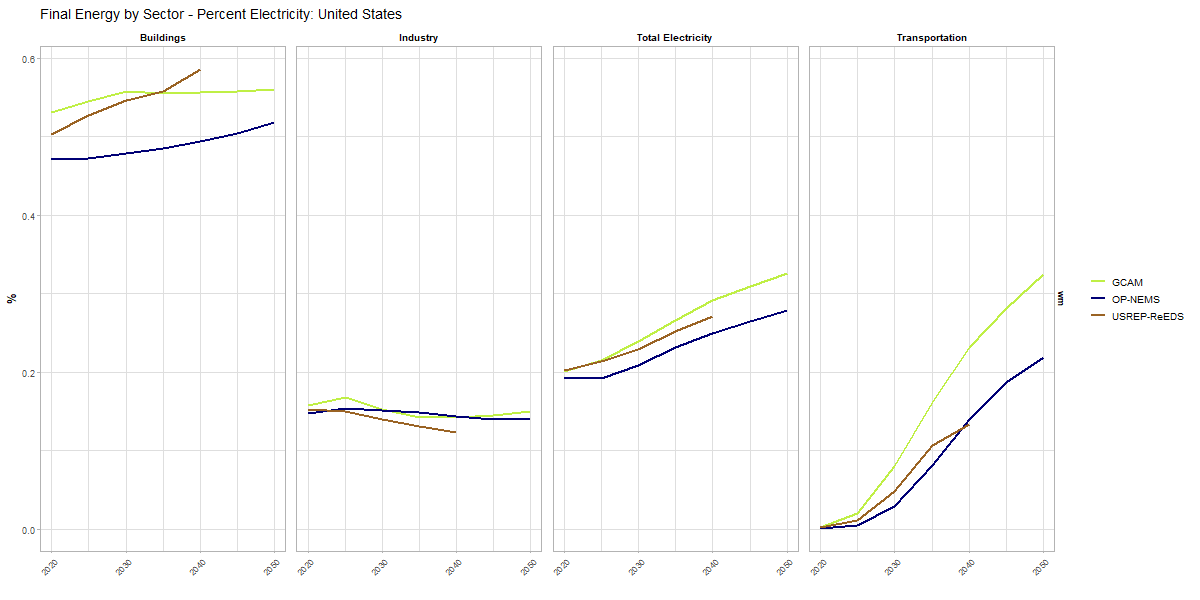 Final Energy by Sector - Percent Electricity: United States
Buildings
Industry
Total Electricity
Transportation
0.6
0.4
0.2
0.0
%
wm
GCAM
OP-NEMS
USREP-ReEDS
2020
2030
2040
2050
2020
2030
2040
2050
2020
2030
2040
2050
2020
2030
2040
2050